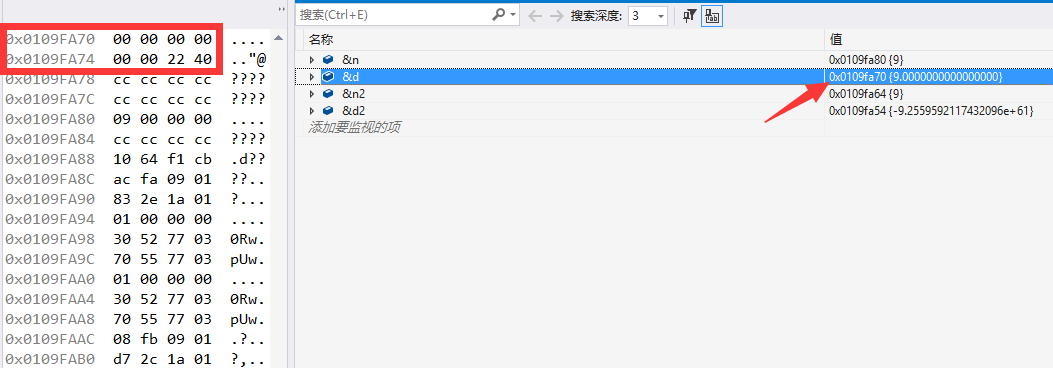 0x0109FA70 00 00 00 00 ....
0x0109FA74 00 00 22 40 .."@
0x0109FA78 cc cc cc cc ????
0x0109FA7C cc cc cc cc ????
0x0109FA80 09 00 00 00 ....
0x0109FA84 cc cc cc cc ????
0x0109FA88 10 64 f1 cb .d??
0x0109FA8C ac fa 09 01 ??..
0x0109FA90 83 2e 1a 01 ?...
0x0109FA94 01 00 00 00 ....
0x0109FA98 30 52 77 03 0Rw.
0x0109FA9C 70 55 77 03 pUw.
0x0109FAA0 01 00 00 00 ....
0x0109FAA4 30 52 77 03 0Rw.
0x0109FAA8 70 55 77 03 pUw.
0x0109FAAC 08 fb 09 01 .?..
0x0109FAB0 d7 2c 1a 01 ?,..
搜索(Ctrl+E) 搜索深度: 3
名称 值
&n 0x0109fa80 {9}
&d 0x0109fa70 {9.0000000000000000}
&n2 0x0109fa64 {9}
&d2 0x0109fa54 {-9.2559592117432096e+61}
添加要监视的项